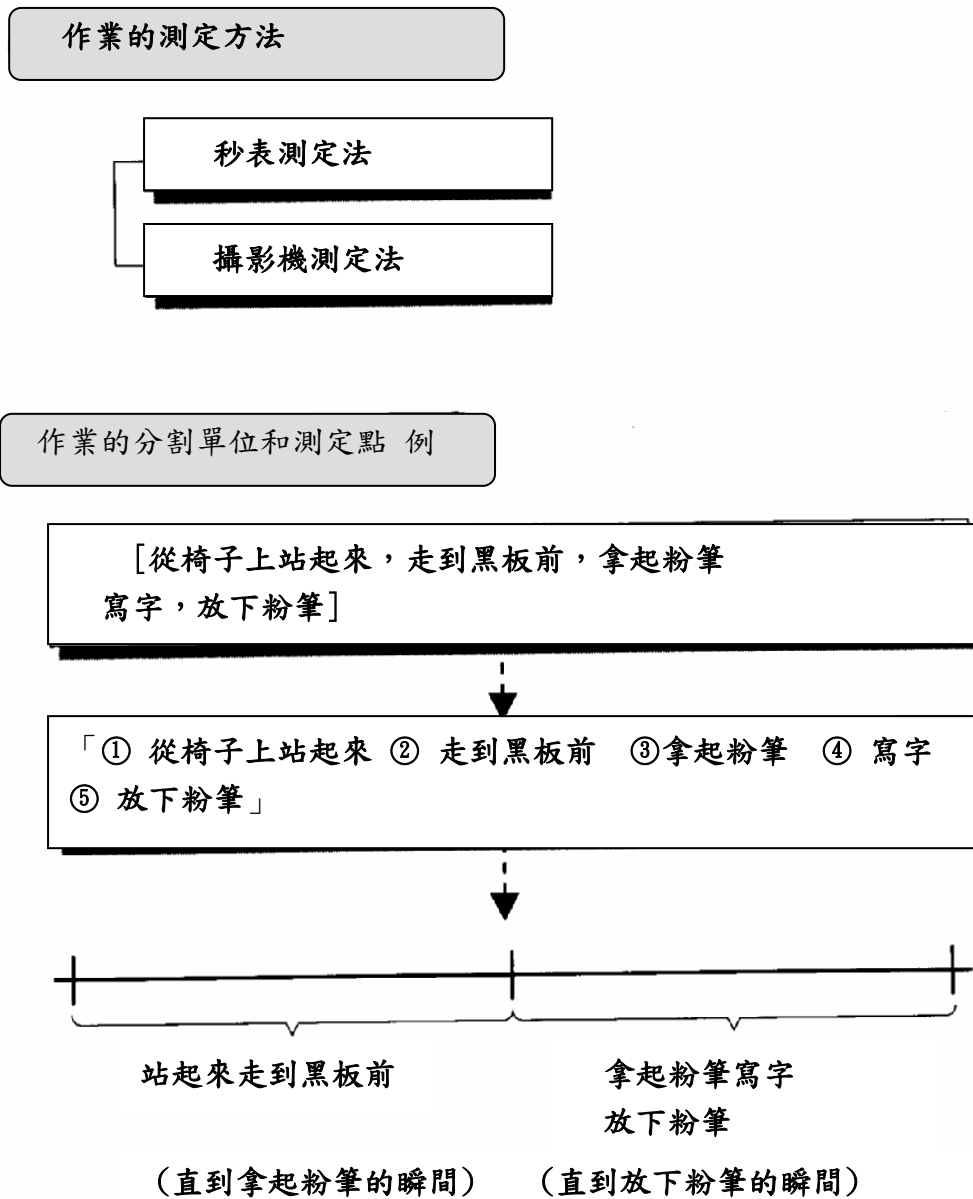 作業的測定方法
秒表測定法
攝影機測定法
作業的分割單位和測定點 例
[從椅子上站起來，走到黑板前，拿起粉筆
寫字，放下粉筆]
「① 從椅子上站起來 ② 走到黑板前 ③拿起粉筆 ④ 寫字
⑤ 放下粉筆」
站起來走到黑板前
拿起粉筆寫字
放下粉筆
（直到拿起粉筆的瞬間） （直到放下粉筆的瞬間）